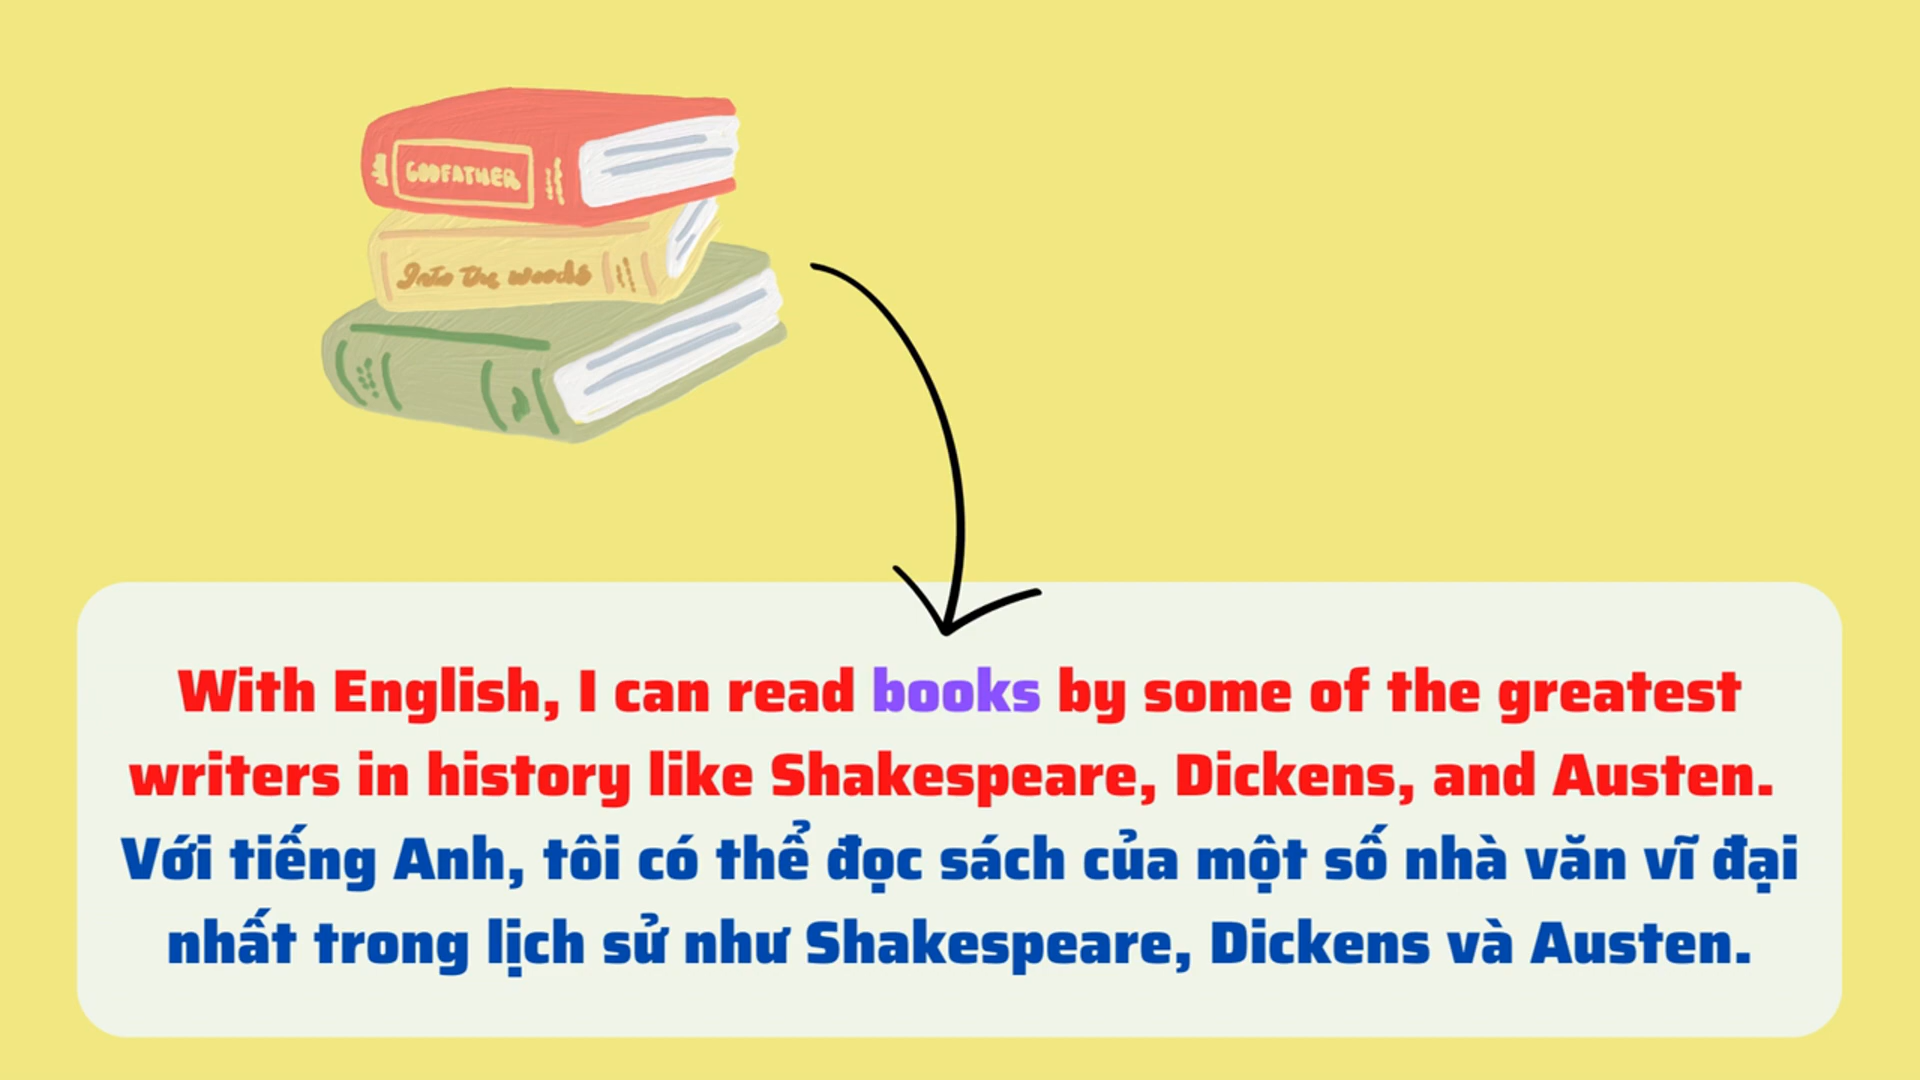 GODFATHER
Into the woods
With English, I can read books by some of the greatest
writers in history like Shakespeare, Dickens, and Austen.
Với tiếng Anh, tôi có thể đọc sách của một số nhà văn vĩ đại
nhất trong lịch sử như Shakespeare, Dickens và Austen.